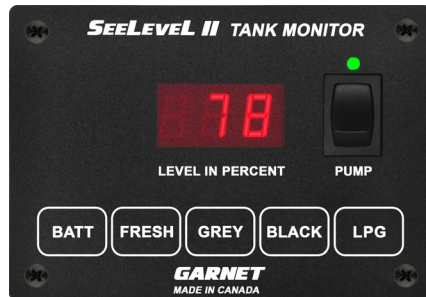 SEELEVEL II TANK MONITOR
78
LEVEL IN PERCENT
PUMP
BATT
FRESH
GREY
BLACK
LPG
GARNET
MADE IN CANADA